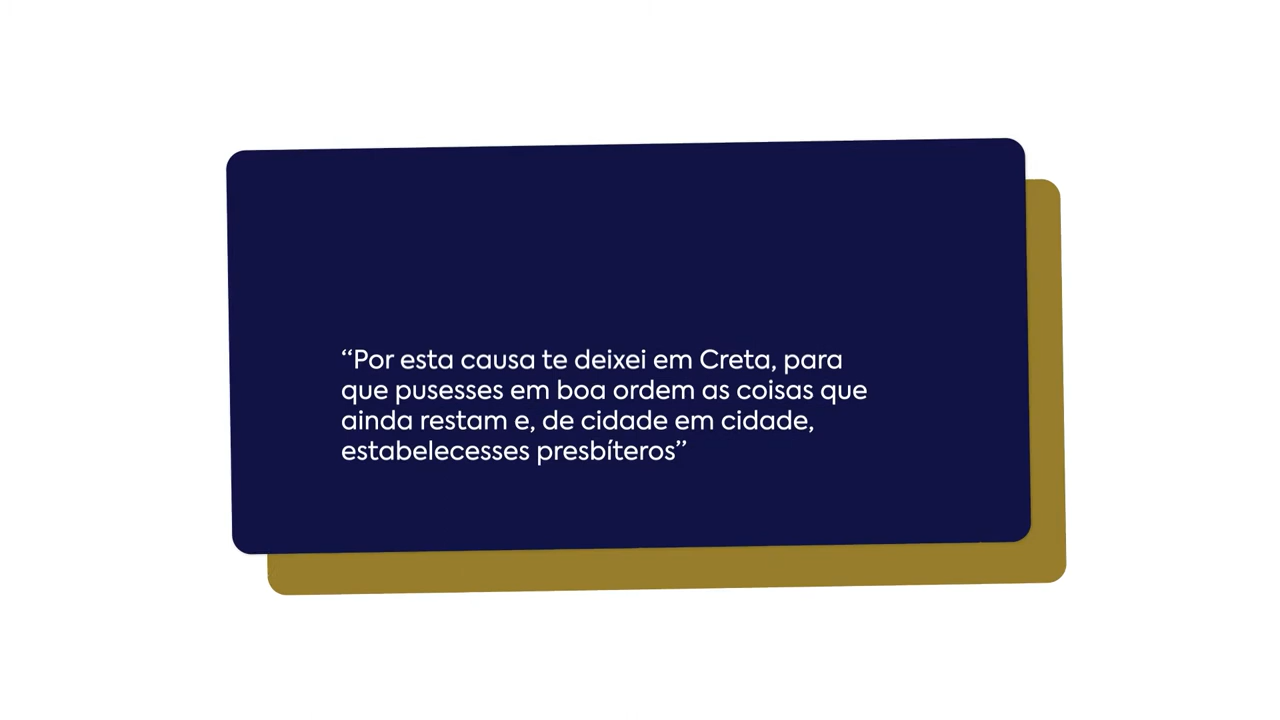 “Por esta causa te deixei em Creta, para
que pusesses em boa ordem as coisas que
ainda restam e, de cidade em cidade,
estabelecesses presbíteros”